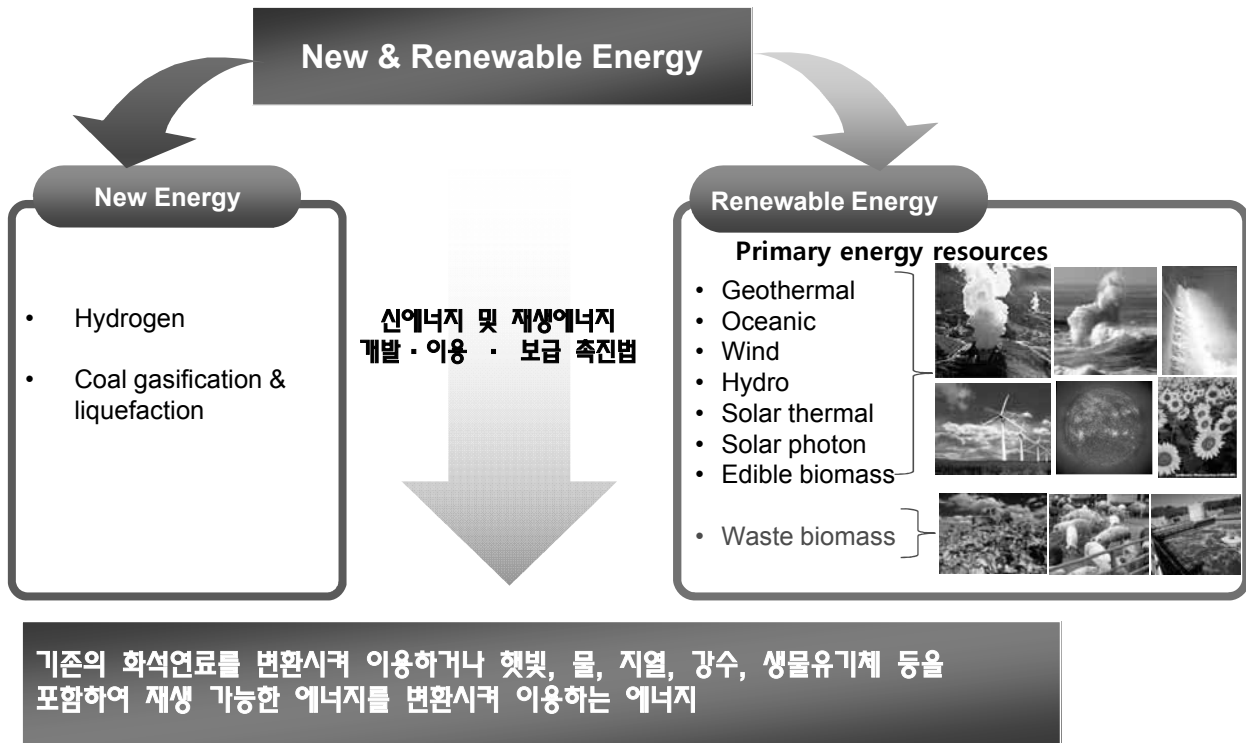 New & Renewable Energy
New Energy
• Hydrogen
• Coal gasification &
liquefaction
신에너지 및 재생에너지
개발 · 이용 · 보급 촉진법
Renewable Energy
Primary energy resources
• Geothermal
• Oceanic
• Wind
• Hydro
• Solar thermal
• Solar photon
• Edible biomass
• Waste biomass
기존의 화석연료를 변환시켜 이용하거나 햇빛, 물, 지열, 강수, 생물유기체 등을
포함하여 재생 가능한 에너지를 변환시켜 이용하는 에너지